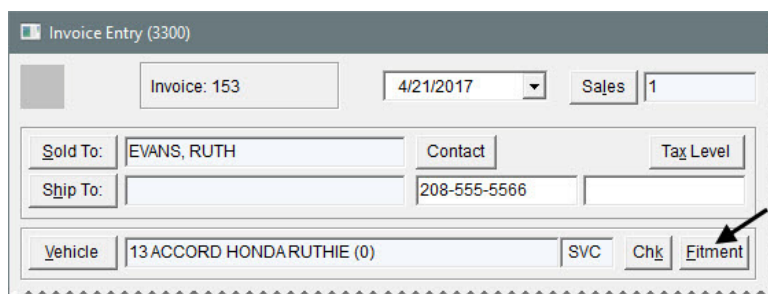 Invoice Entry (3300)
Invoice: 153 4/21/2017 Sales 1
Sold To: EVANS, RUTH Contact Tax Level
Ship To: 208-555-5566
Vehicle 13 ACCORD HONDA RUTHIE (0) SVC Chk Fitment